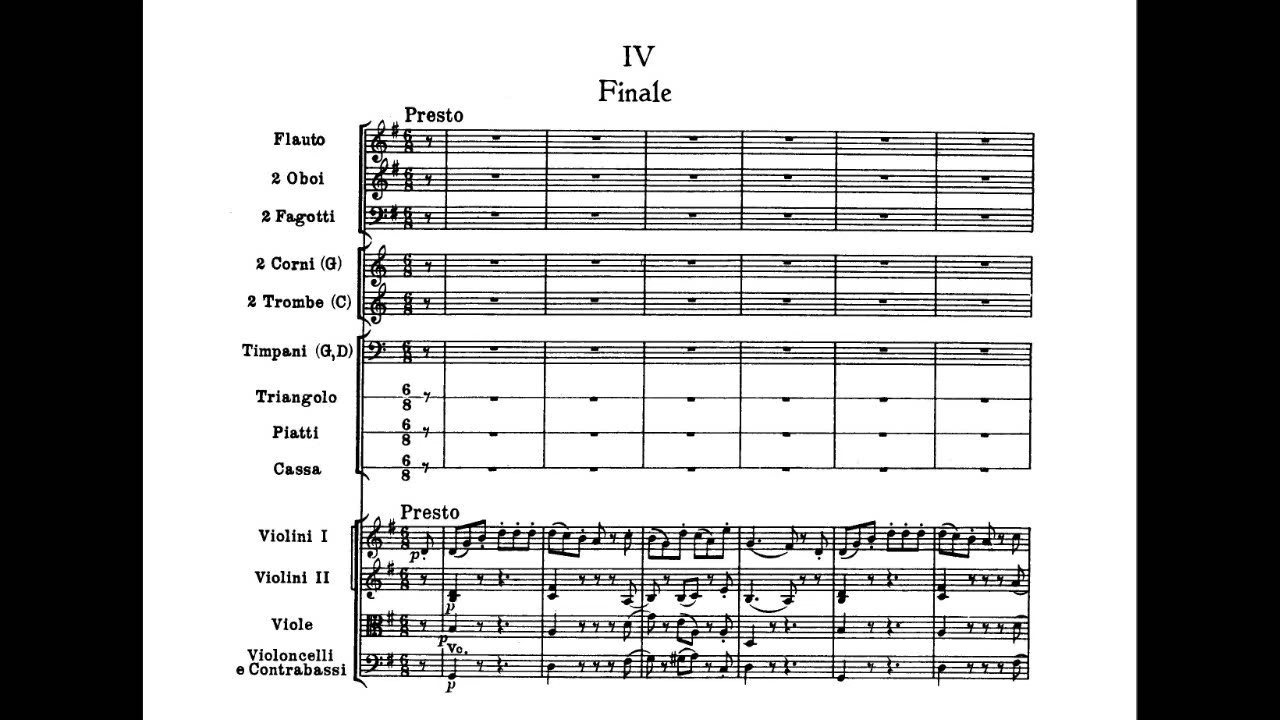 IV
Finale
Presto
Flauto
2 Oboi
2 Fagotti
2 Corni (G)
2 Trombe (C)
Timpani (G,D)
Triangolo
Piatti
Cassa
Presto
Violini I
p
Violini II
p
Viole
p
Violoncelli
e Contrabassi
Vc.
p